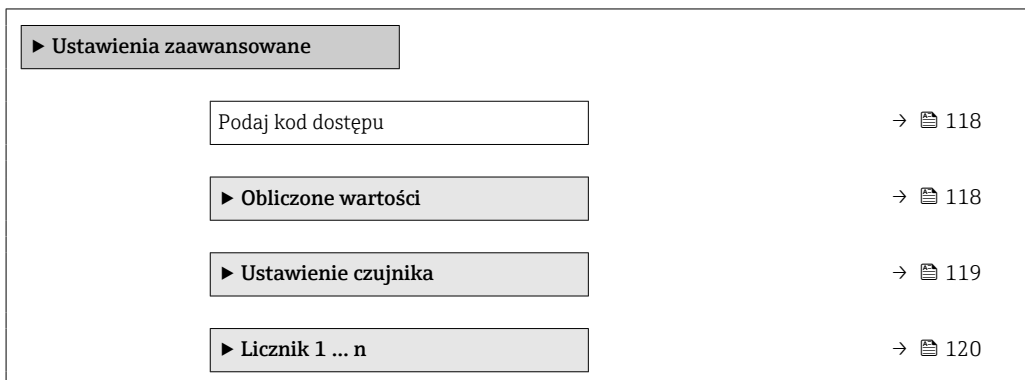 ▶ Ustawienia zaawansowane
Podaj kod dostępu → 118
▶ Obliczone wartości → 118
▶ Ustawienie czujnika → 119
▶ Licznik 1 … n → 120